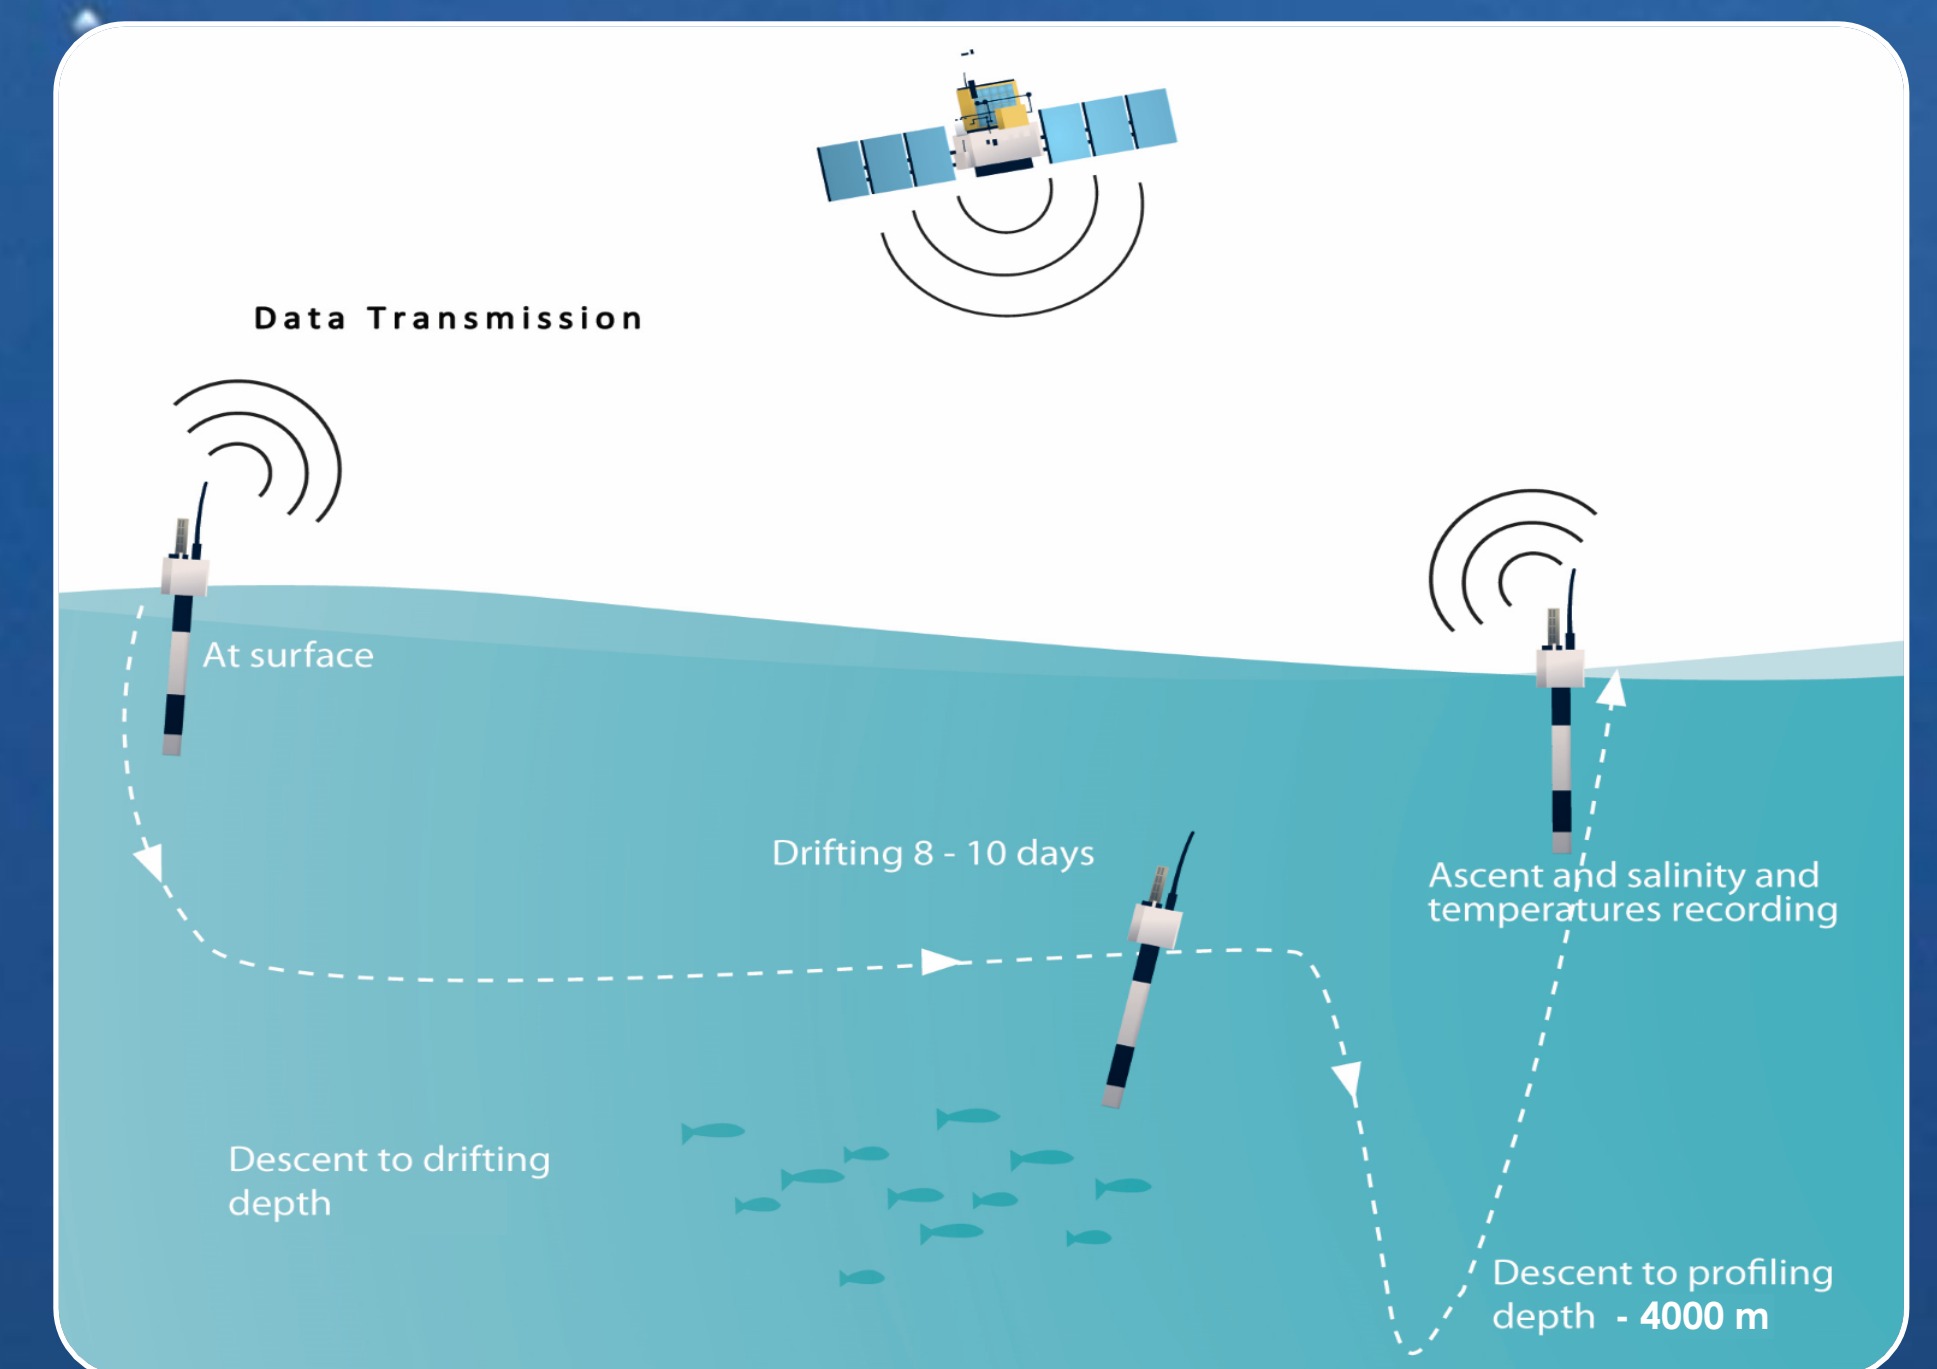 Data Transmission
At surface
Drifting 8 - 10 days
Ascent and salinity and
temperatures recording
Descent to drifting
depth
Descent to profiling
depth - 4000 m